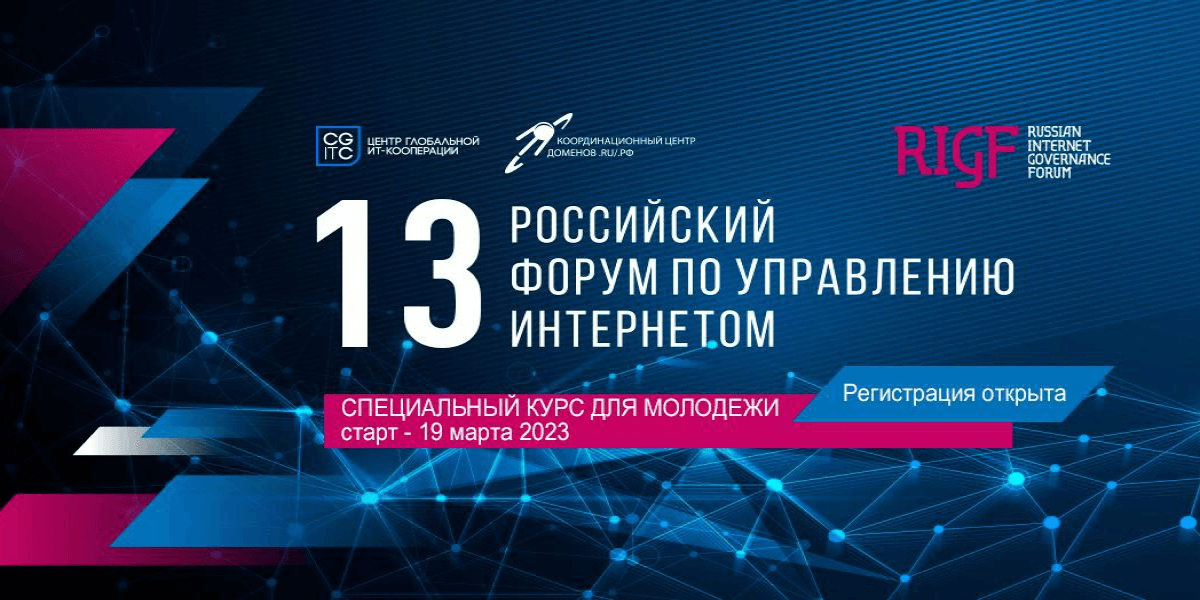 CG
ITC
ЦЕНТР ГЛОБАЛЬНОЙ
ИТ-КООПЕРАЦИИ
КООРДИНАЦИОННЫЙ ЦЕНТР
ДОМЕНОВ .RU/.РФ
RIGF
RUSSIAN
INTERNET
GOVERNANCE
FORUM
13
РОССИЙСКИЙ
ФОРУМ ПО УПРАВЛЕНИЮ
ИНТЕРНЕТОМ
СПЕЦИАЛЬНЫЙ КУРС ДЛЯ МОЛОДЕЖИ
старт - 19 марта 2023
Регистрация открыта